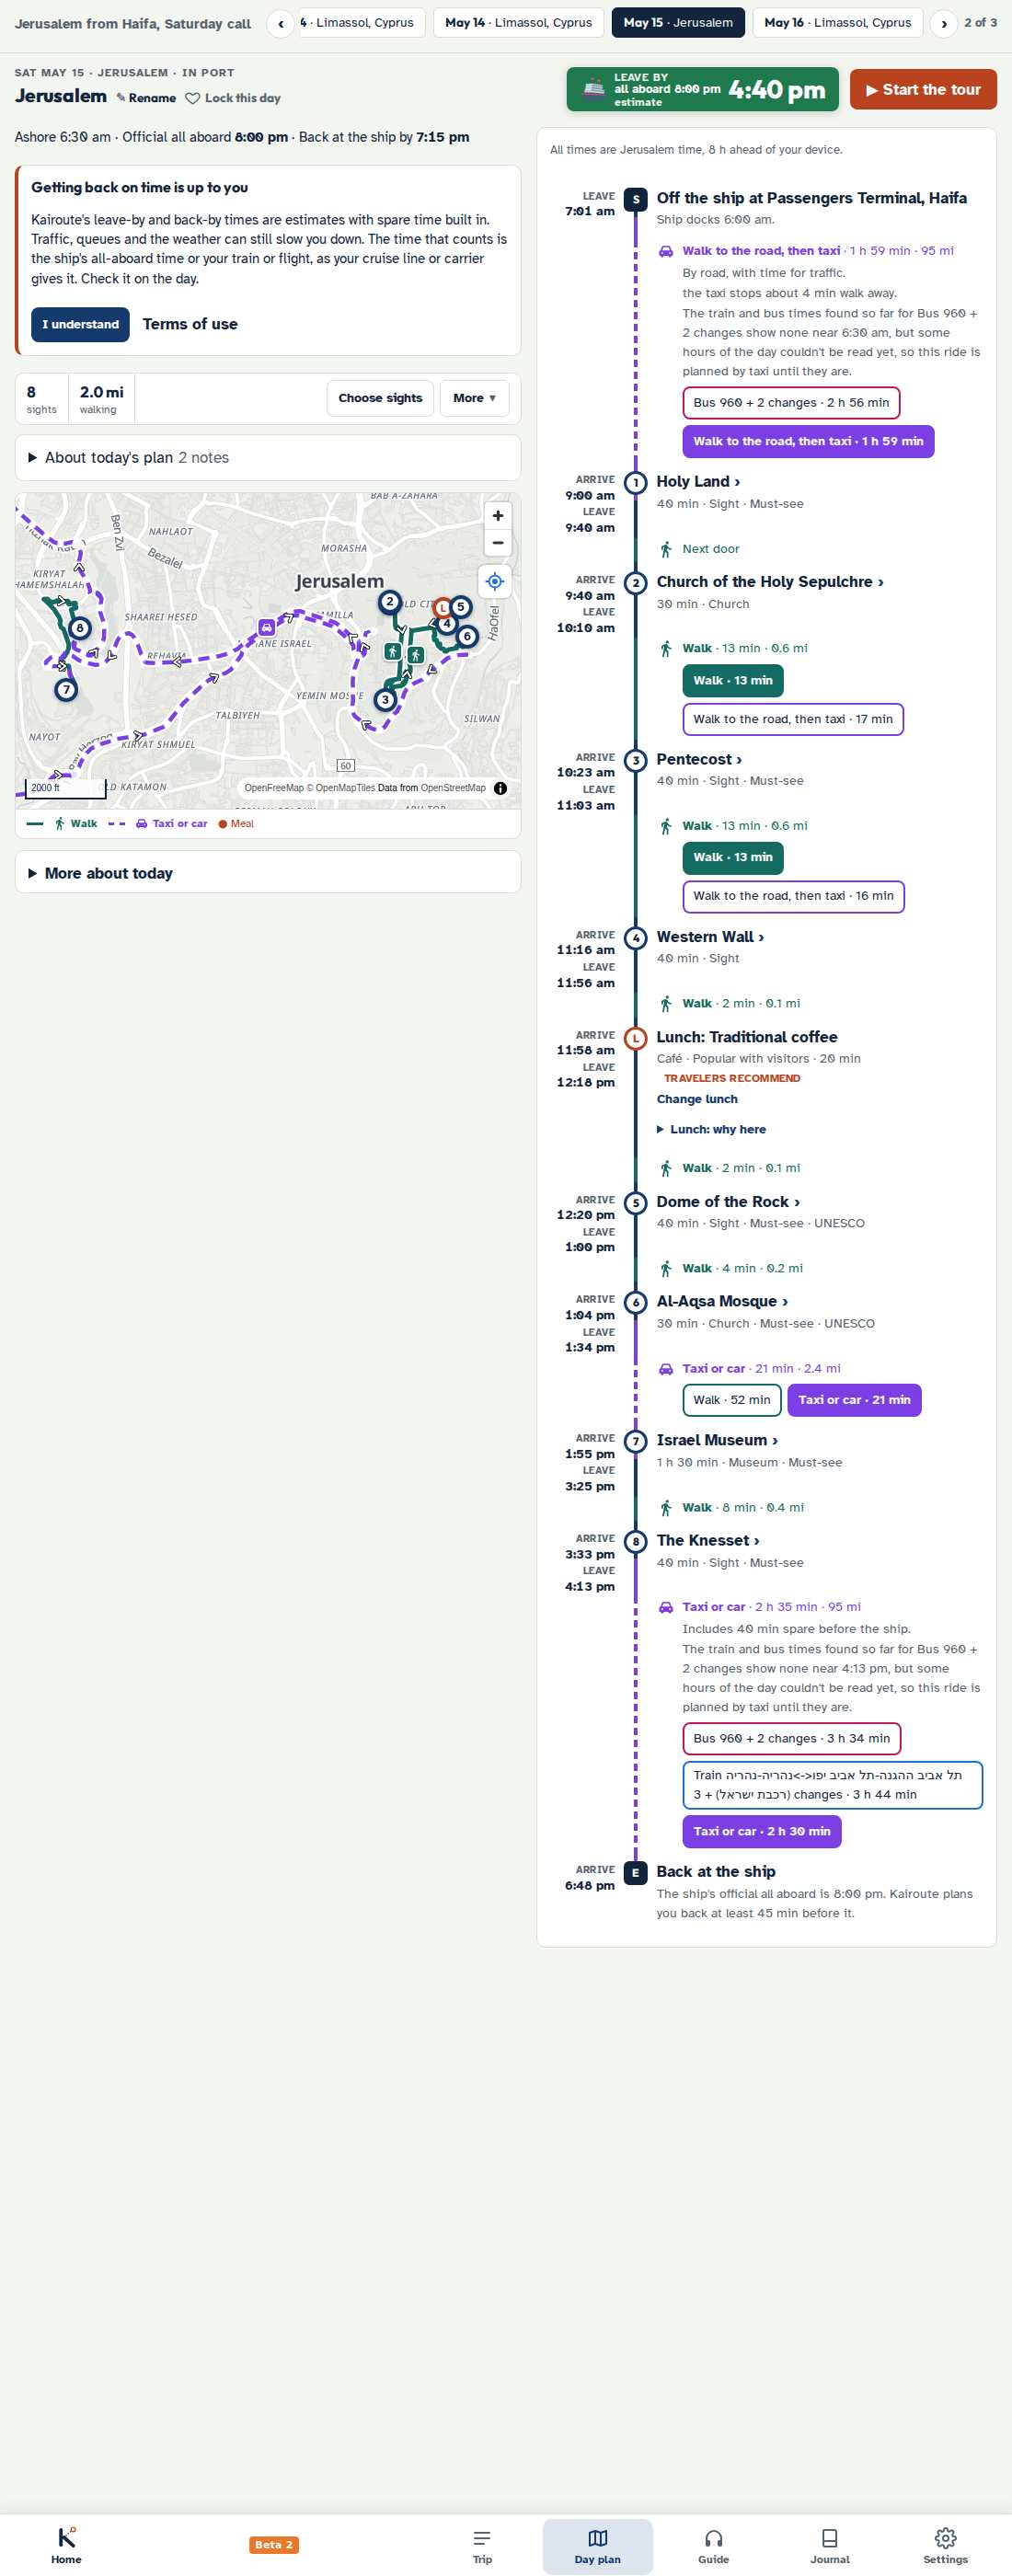 Jerusalem from Haifa, Saturday call
‹
4 · Limassol, Cyprus
May 14 · Limassol, Cyprus
May 15 · Jerusalem
May 16 · Limassol, Cyprus
›
2 of 3
SAT MAY 15 · JERUSALEM · IN PORT
Jerusalem
✎ Rename
Lock this day
LEAVE BY
all aboard 8:00 pm
estimate
4:40 pm
▶ Start the tour
Ashore 6:30 am · Official all aboard 8:00 pm · Back at the ship by 7:15 pm
Getting back on time is up to you
Kairoute's leave-by and back-by times are estimates with spare time built in.
Traffic, queues and the weather can still slow you down. The time that counts is
the ship's all-aboard time or your train or flight, as your cruise line or carrier
gives it. Check it on the day.
I understand
Terms of use
8
sights
2.0 mi
walking
Choose sights
More ▼
▶ About today's plan 2 notes
BAB A-ZAHARA
Ben Zvi
NAHLAOT
Bezalel
MORASHA
KIRYAT
HAMEMSHALAH
Jerusalem
SHAAREI HESED
OLD CIT
HaOfel
REHAVIA
YEMIN MOSHE
TALBIYEH
SILWAN
NAYOT
KIRYAT SHMUEL
60
OLD KATAMON
2000 ft
+
−
2
L
5
4
6
8
7
3
OpenFreeMap © OpenMapTiles Data from OpenStreetMap
Walk
Taxi or car
Meal
▶ More about today
All times are Jerusalem time, 8 h ahead of your device.
LEAVE
7:01 am
S
Off the ship at Passengers Terminal, Haifa
Ship docks 6:00 am.
Walk to the road, then taxi · 1 h 59 min · 95 mi
By road, with time for traffic.
the taxi stops about 4 min walk away.
The train and bus times found so far for Bus 960 +
2 changes show none near 6:30 am, but some
hours of the day couldn't be read yet, so this ride is
planned by taxi until they are.
Bus 960 + 2 changes · 2 h 56 min
Walk to the road, then taxi · 1 h 59 min
ARRIVE
9:00 am
LEAVE
9:40 am
1
Holy Land ›
40 min · Sight · Must-see
Next door
ARRIVE
9:40 am
LEAVE
10:10 am
2
Church of the Holy Sepulchre ›
30 min · Church
Walk · 13 min · 0.6 mi
Walk · 13 min
Walk to the road, then taxi · 17 min
ARRIVE
10:23 am
LEAVE
11:03 am
3
Pentecost ›
40 min · Sight · Must-see
Walk · 13 min · 0.6 mi
Walk · 13 min
Walk to the road, then taxi · 16 min
ARRIVE
11:16 am
LEAVE
11:56 am
4
Western Wall ›
40 min · Sight
Walk · 2 min · 0.1 mi
ARRIVE
11:58 am
LEAVE
12:18 pm
L
Lunch: Traditional coffee
Café · Popular with visitors · 20 min
TRAVELERS RECOMMEND
Change lunch
▶ Lunch: why here
Walk · 2 min · 0.1 mi
ARRIVE
12:20 pm
LEAVE
1:00 pm
5
Dome of the Rock ›
40 min · Sight · Must-see · UNESCO
Walk · 4 min · 0.2 mi
ARRIVE
1:04 pm
LEAVE
1:34 pm
6
Al-Aqsa Mosque ›
30 min · Church · Must-see · UNESCO
Taxi or car · 21 min · 2.4 mi
Walk · 52 min
Taxi or car · 21 min
ARRIVE
1:55 pm
LEAVE
3:25 pm
7
Israel Museum ›
1 h 30 min · Museum · Must-see
Walk · 8 min · 0.4 mi
ARRIVE
3:33 pm
LEAVE
4:13 pm
8
The Knesset ›
40 min · Sight · Must-see
Taxi or car · 2 h 35 min · 95 mi
Includes 40 min spare before the ship.
The train and bus times found so far for Bus 960 +
2 changes show none near 4:13 pm, but some
hours of the day couldn't be read yet, so this ride is
planned by taxi until they are.
Bus 960 + 2 changes · 3 h 34 min
Train תל אביב ההגנה-תל אביב יפו<->נהריה-נהריה
(רכבת ישראל) + 3 changes · 3 h 44 min
Taxi or car · 2 h 30 min
ARRIVE
6:48 pm
E
Back at the ship
The ship's official all aboard is 8:00 pm. Kairoute plans
you back at least 45 min before it.
Home
Beta 2
Trip
Day plan
Guide
Journal
Settings